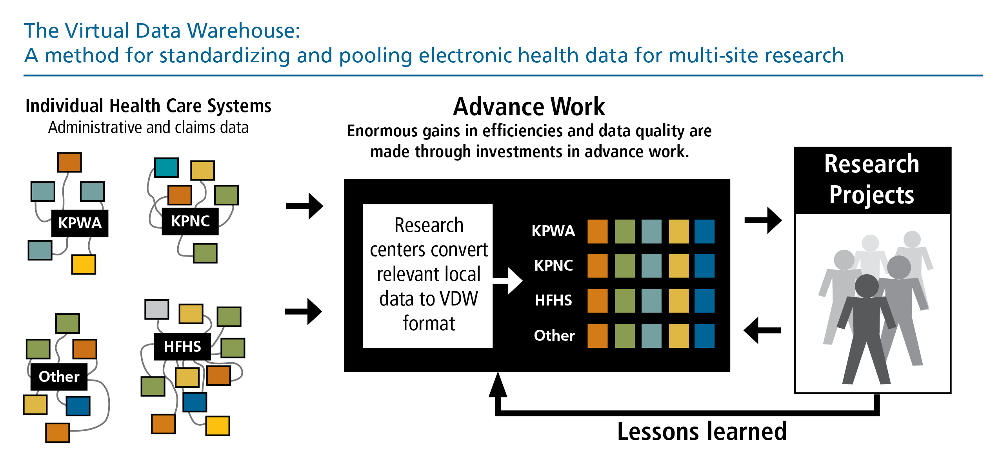 The Virtual Data Warehouse:
A method for standardizing and pooling electronic health data for multi-site research
Individual Health Care Systems
Administrative and claims data
KPWA
KPNC
Other
HFHS
Advance Work
Enormous gains in efficiencies and data quality are
made through investments in advance work.
Research
centers convert
relevant local
data to VDW
format
KPWA
KPNC
HFHS
Other
Research
Projects
Lessons learned